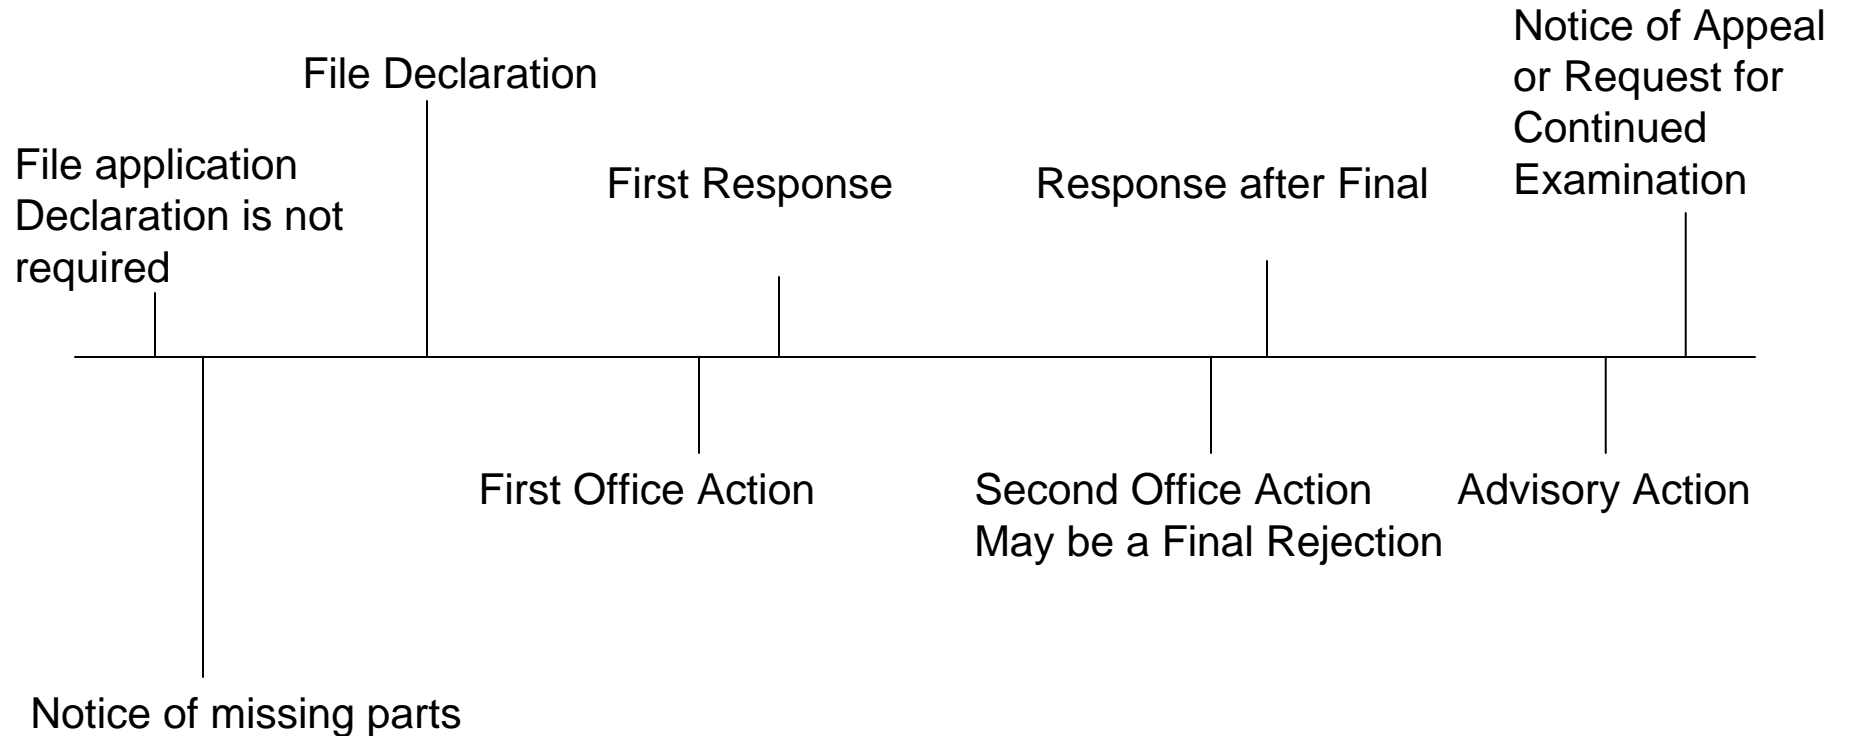 Notice of Appeal
or Request for
Continued
Examination
File Declaration
File application
Declaration is not
required
First Response
Response after Final
First Office Action
Second Office Action
May be a Final Rejection
Advisory Action
Notice of missing parts